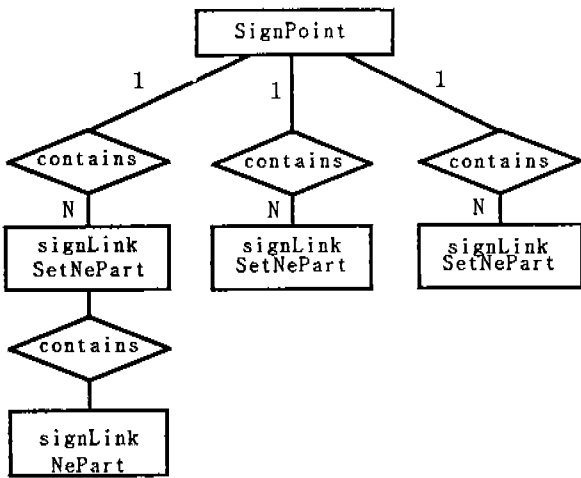 SignPoint
1
1
1
contains
contains
contains
N
N
N
signLink
SetNePart
signLink
SetNePart
signLink
SetNePart
contains
signLink
NePart